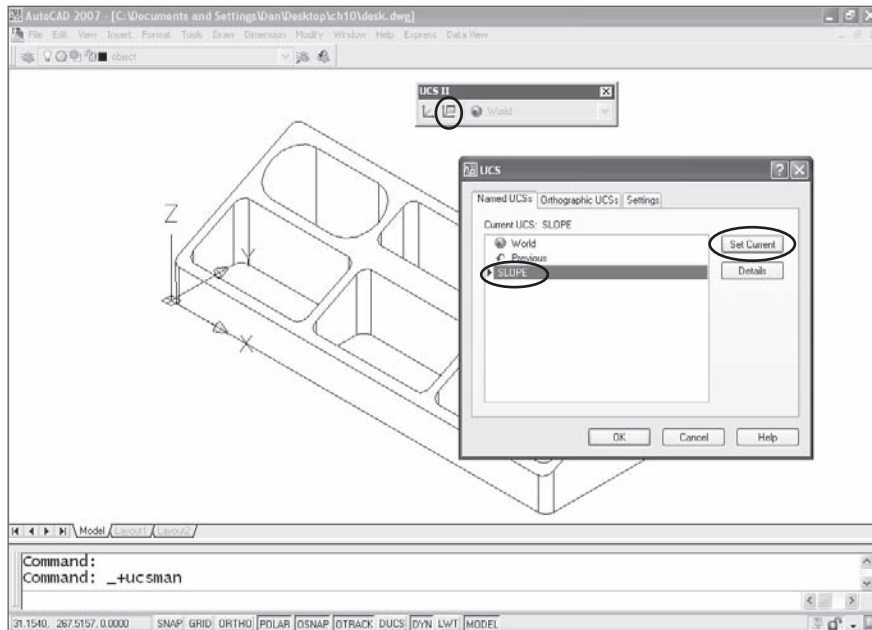 AutoCAD 2007 - [C:\Documents and Settings\Dan\Desktop\ch10\desk.dwg]
File Edit View Insert Format Tools Draw Dimension Modify Window Help Express Data View
object
UCS II
World
Z
Y
X
UCS
Named UCSs Orthographic UCSs Settings
Current UCS: SLOPE
World
Previous
SLOPE
Set Current
Details
OK Cancel Help
Model Layout1 Layout2
Command:
Command: _+ucsman
31.1540, 267.5157, 0.0000 SNAP GRID ORTHO POLAR OSNAP OTRACK DUCS DYN LWT MODEL